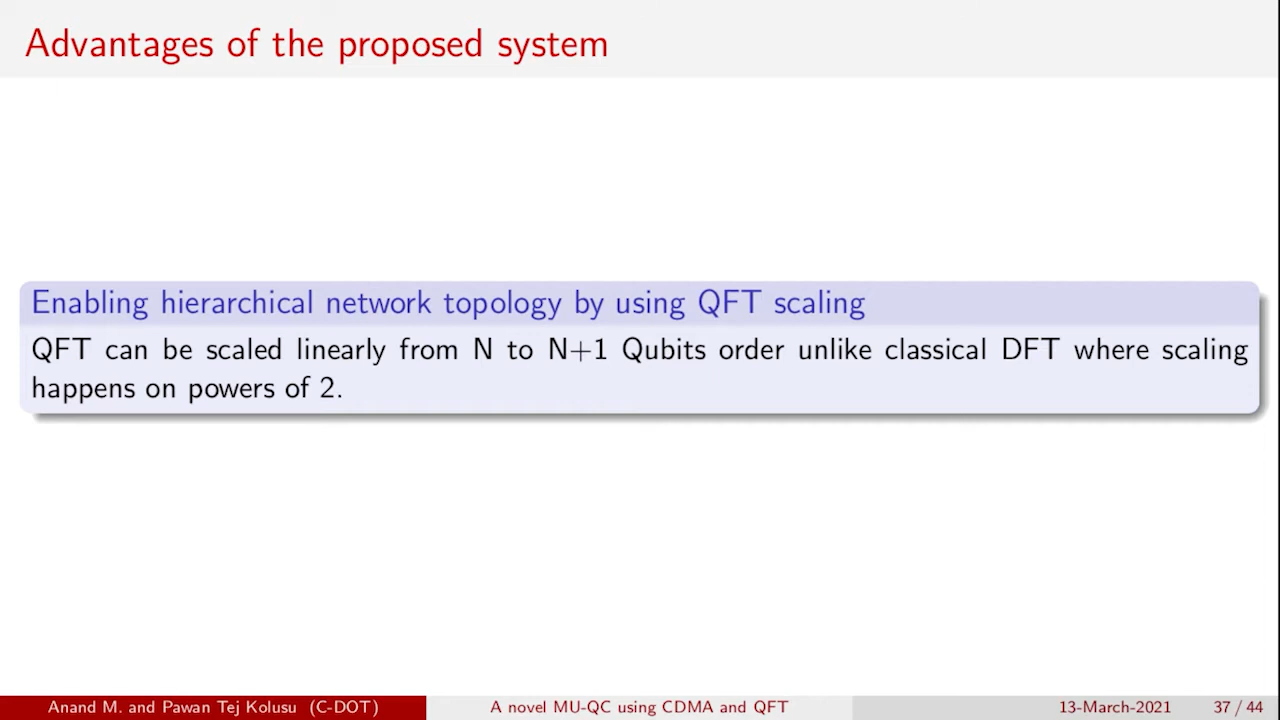 Advantages of the proposed system
Enabling hierarchical network topology by using QFT scaling
QFT can be scaled linearly from N to N+1 Qubits order unlike classical DFT where scaling
happens on powers of 2.
Anand M. and Pawan Tej Kolusu (C-DOT) A novel MU-QC using CDMA and QFT 13-March-2021 37 / 44